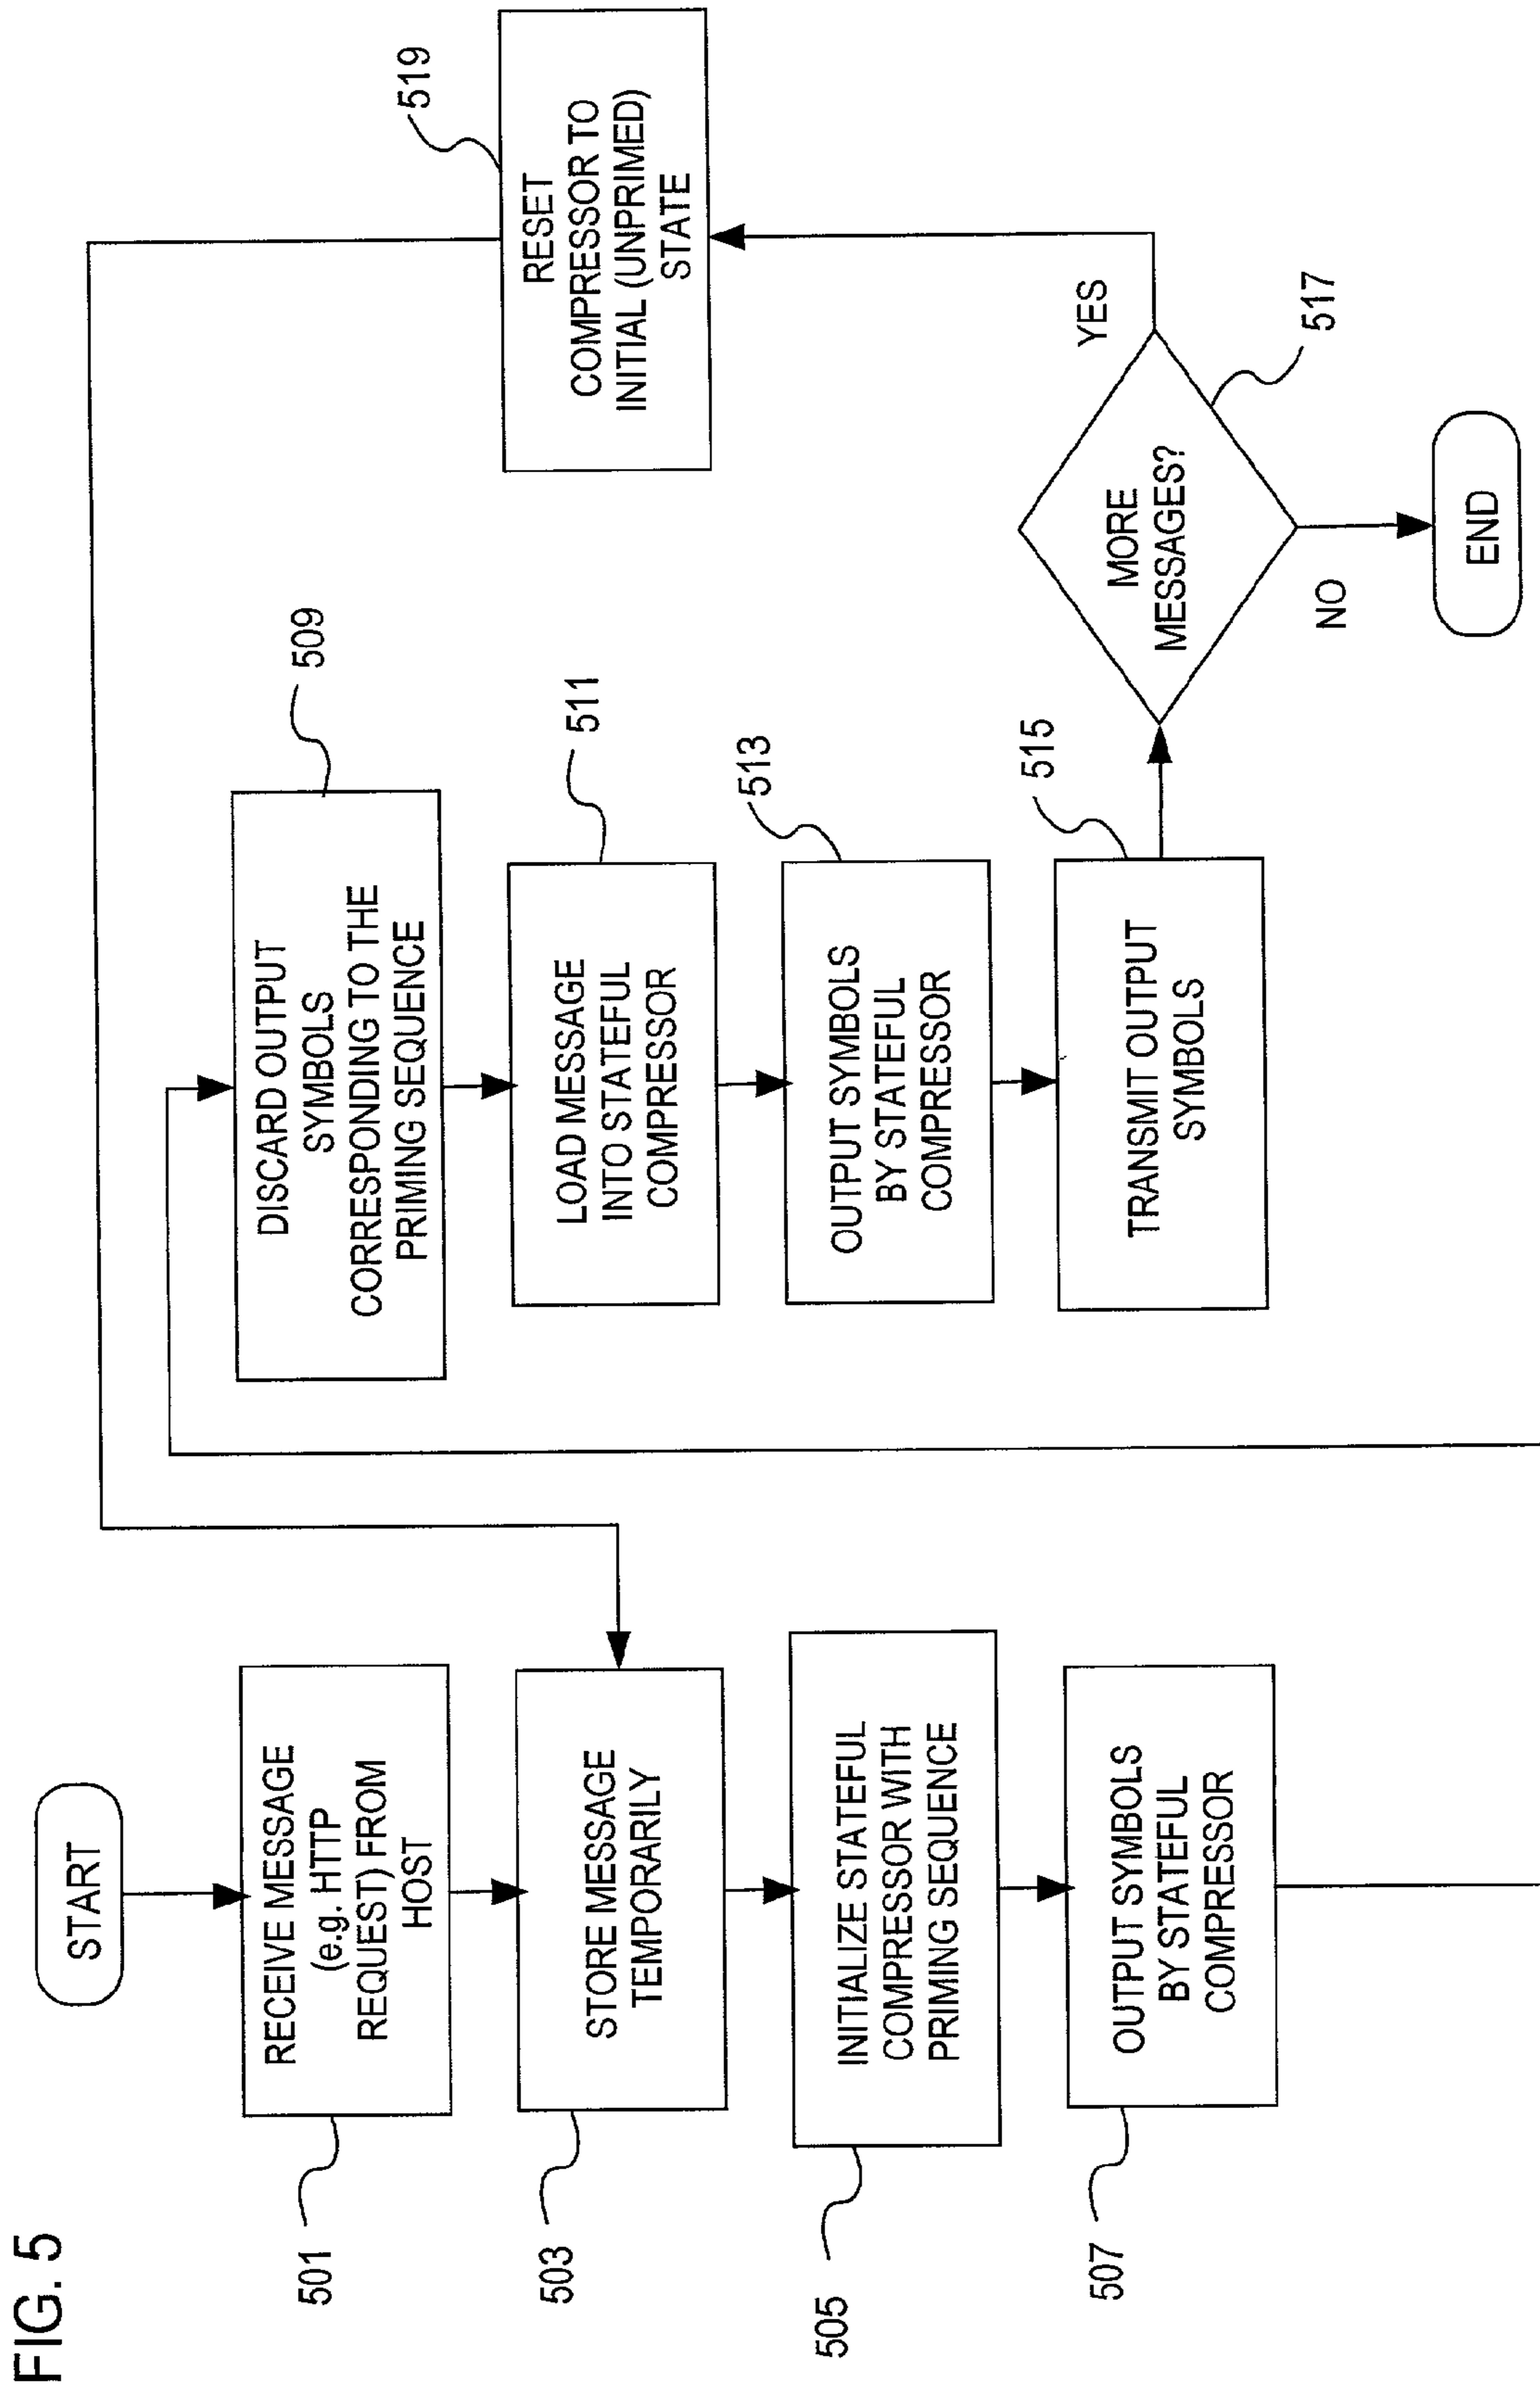 FIG. 5
START
501
RECEIVE MESSAGE
(e.g. HTTP
REQUEST) FROM
HOST
503
STORE MESSAGE
TEMPORARILY
505
INITIALIZE STATEFUL
COMPRESSOR WITH
PRIMING SEQUENCE
507
OUTPUT SYMBOLS
BY STATEFUL
COMPRESSOR
509
DISCARD OUTPUT
SYMBOLS
CORRESPONDING TO THE
PRIMING SEQUENCE
511
LOAD MESSAGE
INTO STATEFUL
COMPRESSOR
513
OUTPUT SYMBOLS
BY STATEFUL
COMPRESSOR
515
TRANSMIT OUTPUT
SYMBOLS
MORE
MESSAGES?
517
YES
NO
END
519
RESET
COMPRESSOR TO
INITIAL (UNPRIMED)
STATE